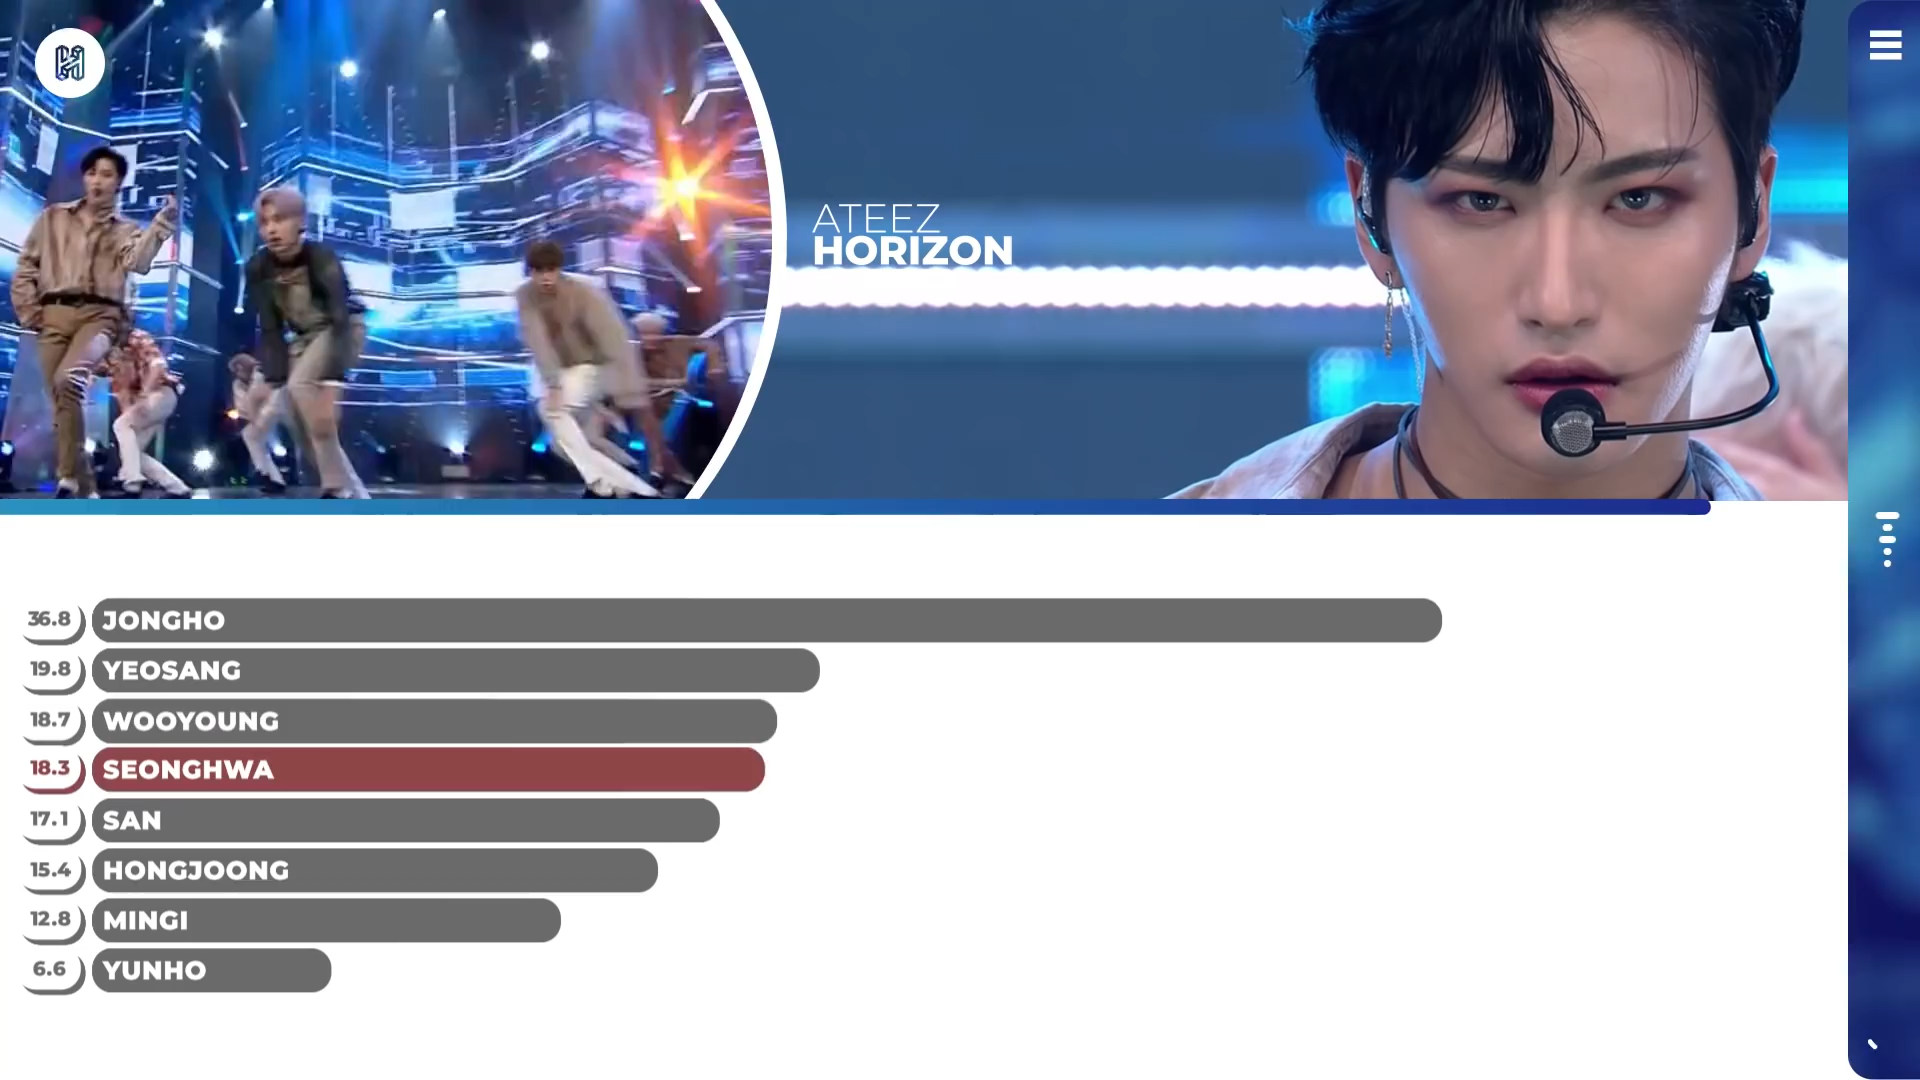 ATEEZ
HORIZON
36.8 JONGHO
19.8 YEOSANG
18.7 WOOYOUNG
18.3 SEONGHWA
17.1 SAN
15.4 HONGJOONG
12.8 MINGI
6.6 YUNHO